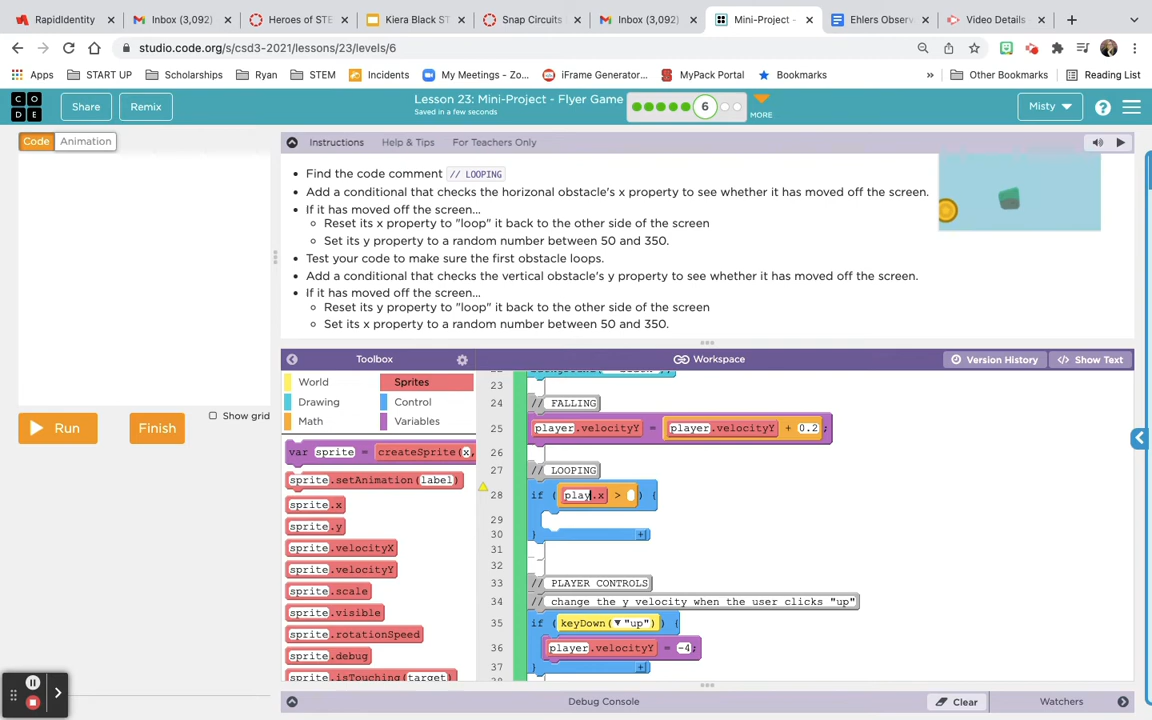 RapidIdentity
Inbox (3,092)
Heroes of STE
Kiera Black ST
Snap Circuits
Inbox (3,092)
Mini-Project -
Ehlers Observ
Video Details
studio.code.org/s/csd3-2021/lessons/23/levels/6
Apps
START UP
Scholarships
Ryan
STEM
Incidents
My Meetings - Zo...
iFrame Generator...
MyPack Portal
Bookmarks
»
Other Bookmarks
Reading List
CODE
Share
Remix
Lesson 23: Mini-Project - Flyer Game
Saved in a few seconds
6
MORE
Misty
?
Code
Animation
Instructions
Help & Tips
For Teachers Only
Find the code comment // LOOPING
Add a conditional that checks the horizonal obstacle's x property to see whether it has moved off the screen.
If it has moved off the screen...
Reset its x property to "loop" it back to the other side of the screen
Set its y property to a random number between 50 and 350.
Test your code to make sure the first obstacle loops.
Add a conditional that checks the vertical obstacle's y property to see whether it has moved off the screen.
If it has moved off the screen...
Reset its y property to "loop" it back to the other side of the screen
Set its x property to a random number between 50 and 350.
Toolbox
Workspace
Version History
</> Show Text
World
Sprites
Drawing
Control
Math
Variables
var sprite = createSprite(x,
sprite.setAnimation(label)
sprite.x
sprite.y
sprite.velocityX
sprite.velocityY
sprite.scale
sprite.visible
sprite.rotationSpeed
sprite.debug
sprite.isTouching(target)
Run
Finish
Show grid
23
24 // FALLING
25 player.velocityY = player.velocityY + 0.2;
26
27 // LOOPING
28 if ( play.x > ) {
29
30 }
31
32
33 // PLAYER CONTROLS
34 // change the y velocity when the user clicks "up"
35 if ( keyDown( "up") ) {
36 player.velocityY = -4;
37 }
Debug Console
Clear
Watchers